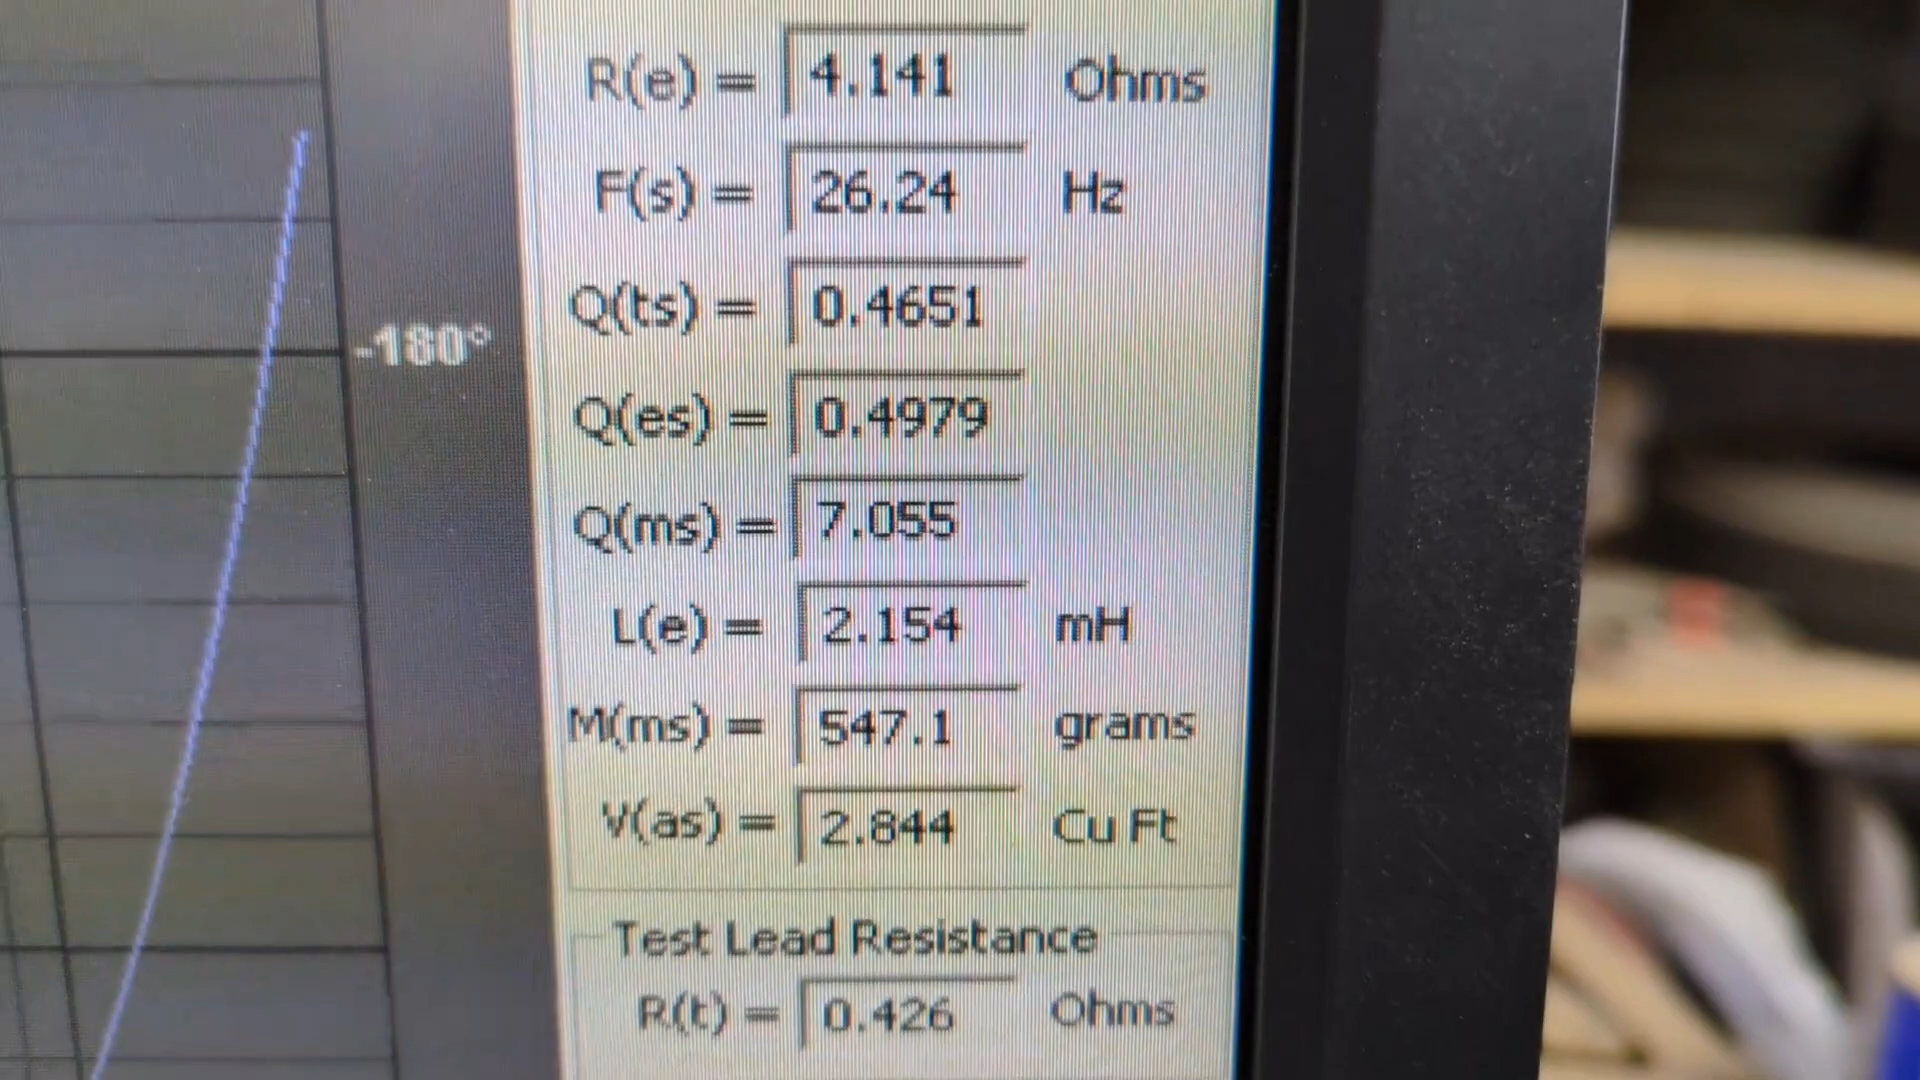 R(e) = 4.141 Ohms
F(s) = 26.24 Hz
-180°
Q(ts) = 0.4651
Q(es) = 0.4979
Q(ms) = 7.055
L(e) = 2.154 mH
M(ms) = 547.1 grams
V(as) = 2.844 Cu Ft
Test Lead Resistance
R(t) = 0.426 Ohms